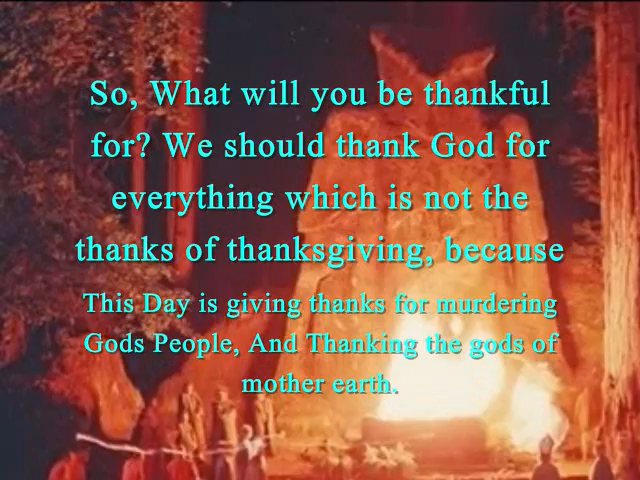 So, What will you be thankful
for? We should thank God for
everything which is not the
thanks of thanksgiving, because
This Day is giving thanks for murdering
Gods People, And Thanking the gods of
mother earth.